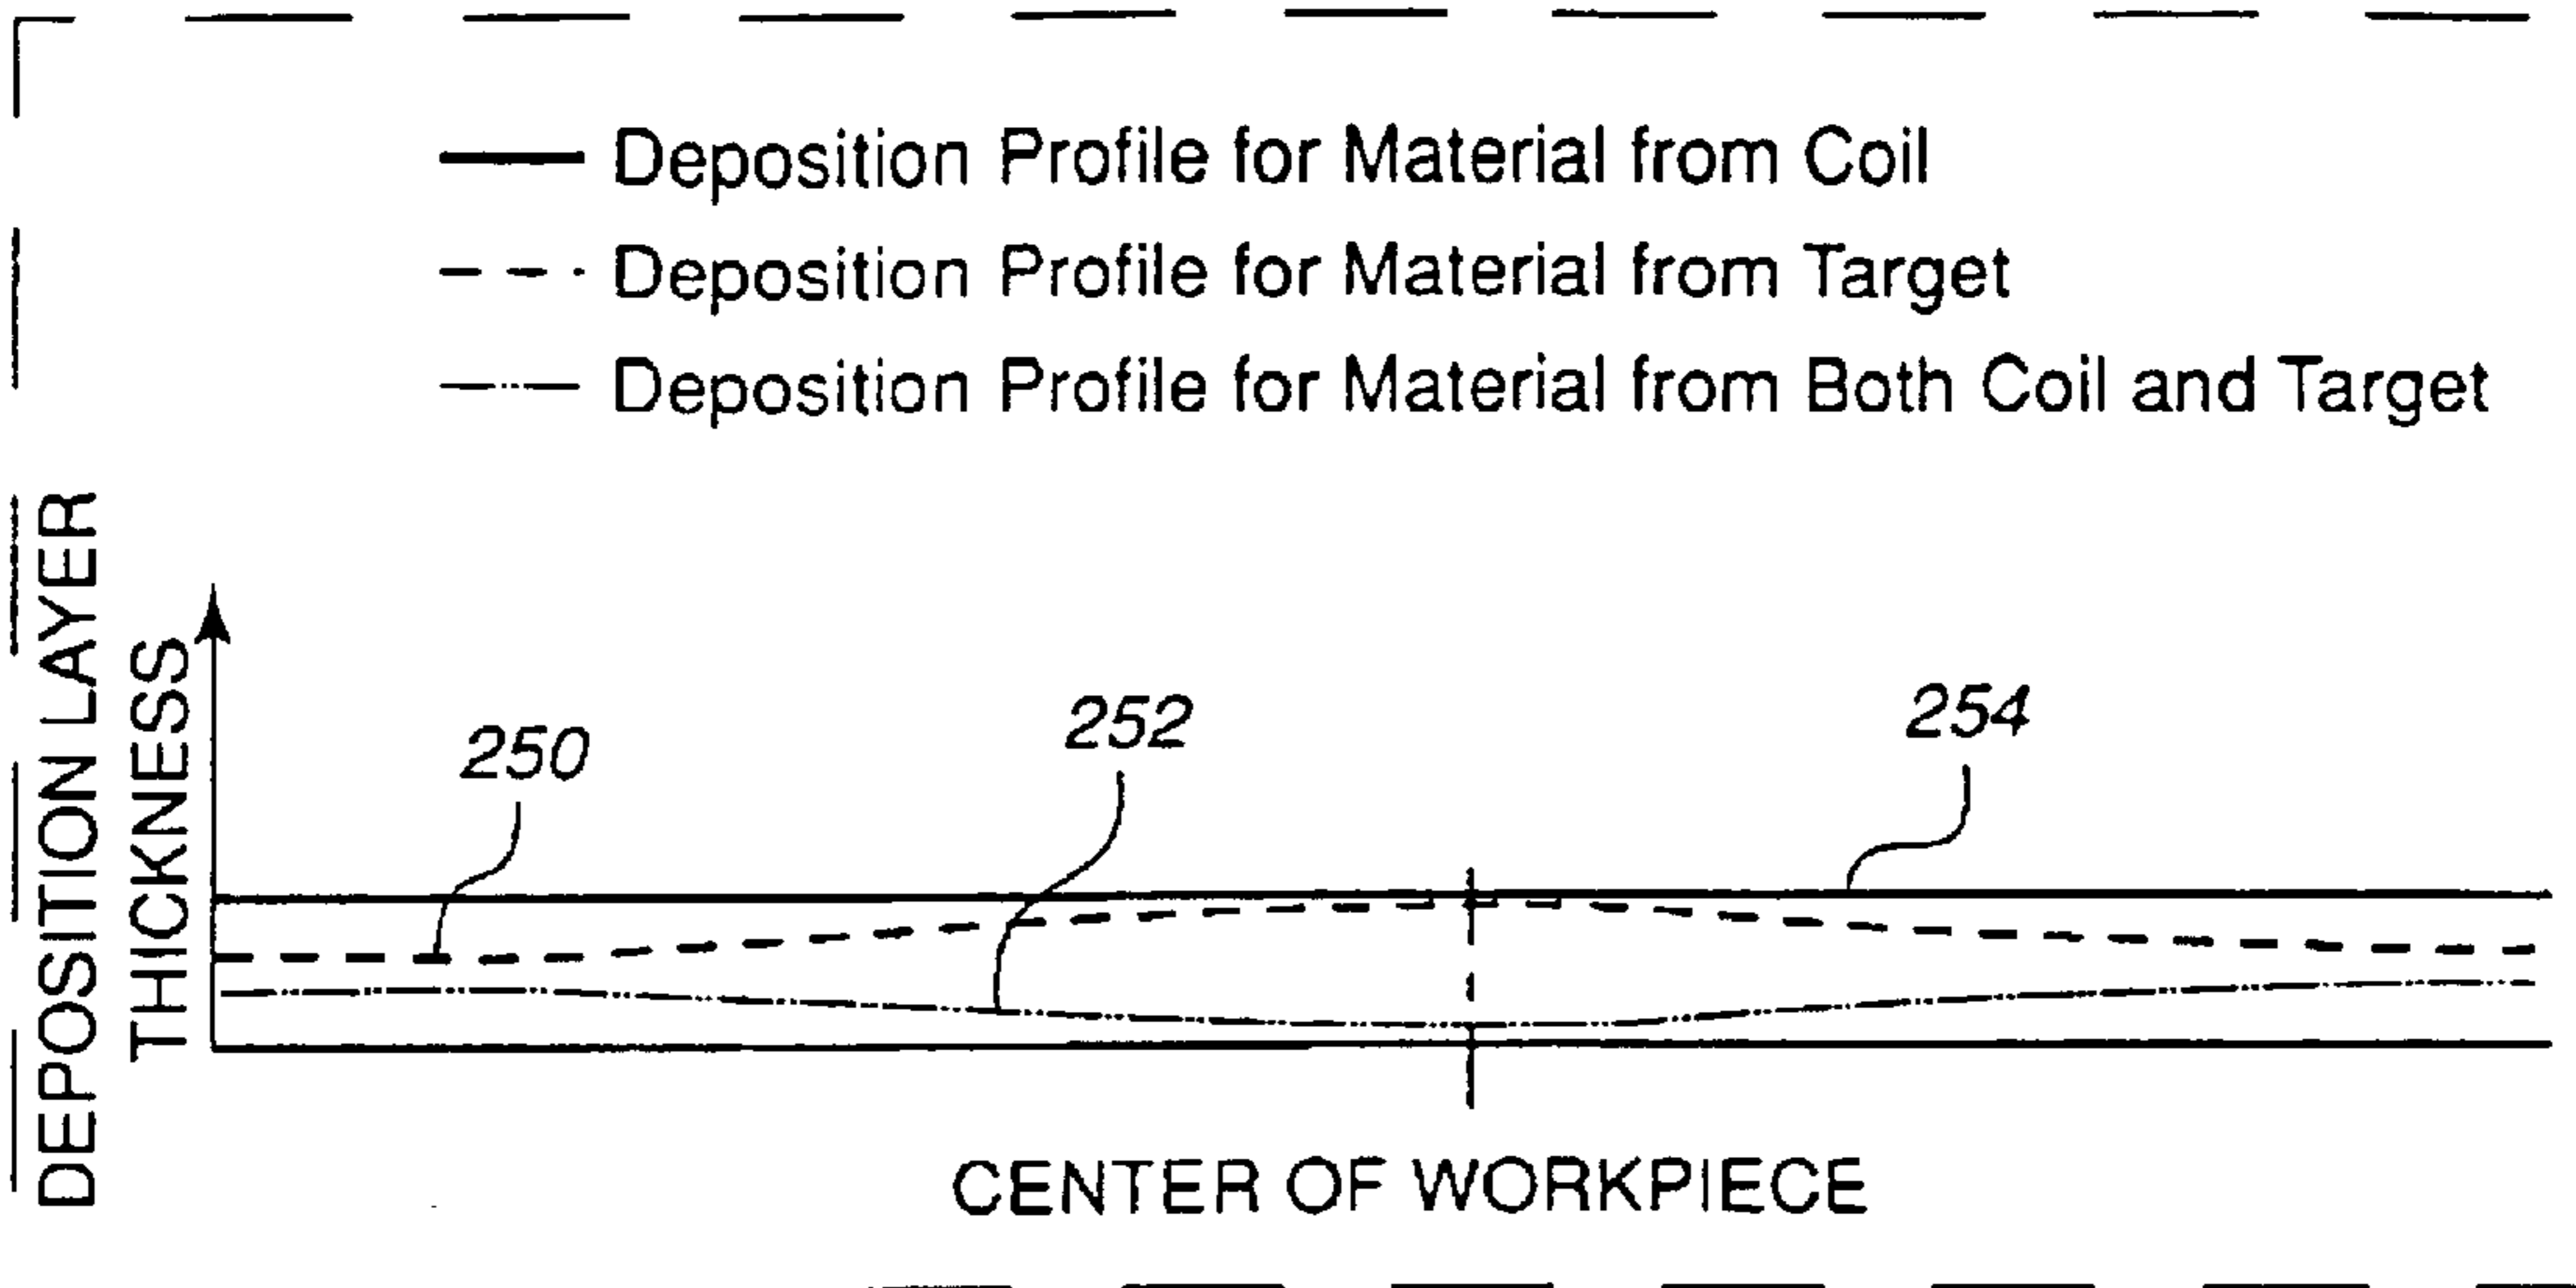 Deposition Profile for Material from Coil
Deposition Profile for Material from Target
Deposition Profile for Material from Both Coil and Target
DEPOSITION LAYER
THICKNESS
250
252
254
CENTER OF WORKPIECE